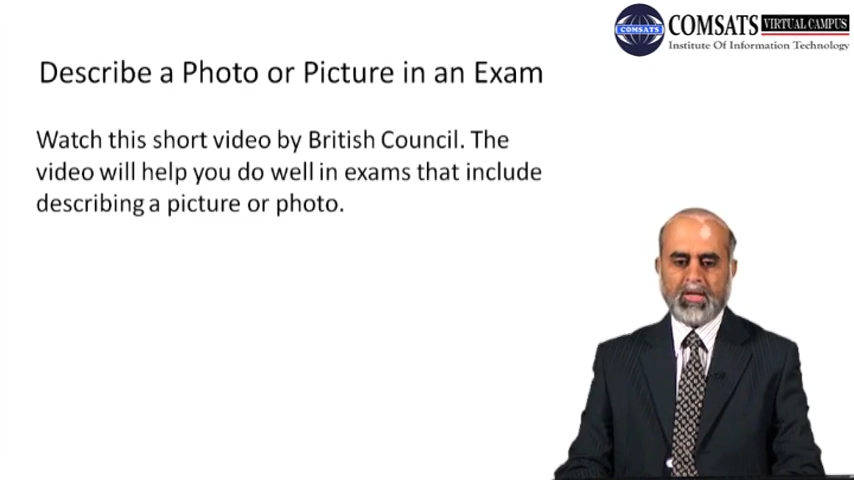 COMSATS VIRTUAL CAMPUS
COMSATS
Institute Of Information Technology
Describe a Photo or Picture in an Exam
Watch this short video by British Council. The
video will help you do well in exams that include
describing a picture or photo.